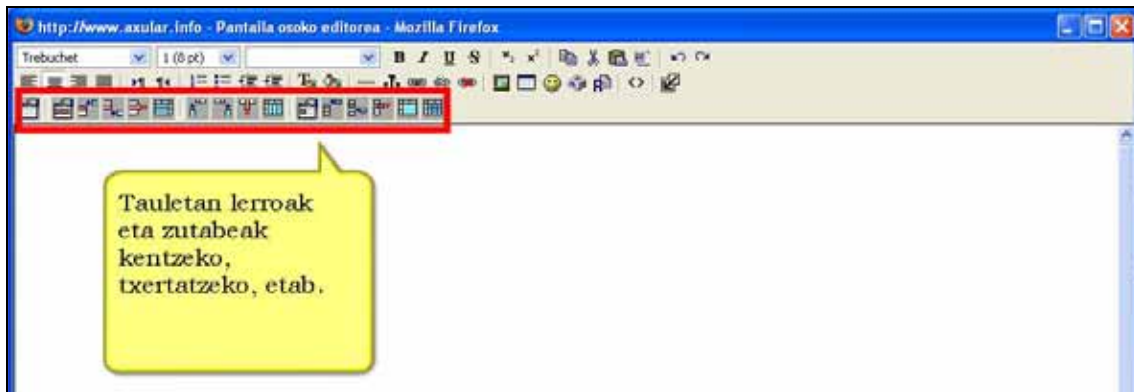 http://www.axular.info - Pantaila osoko editorea - Mozilla Firefox
Trebuchet 1 (8 pt) B I U S
Tauletan lerroak
eta zutabeak
kentzeko,
txertatzeko, etab.